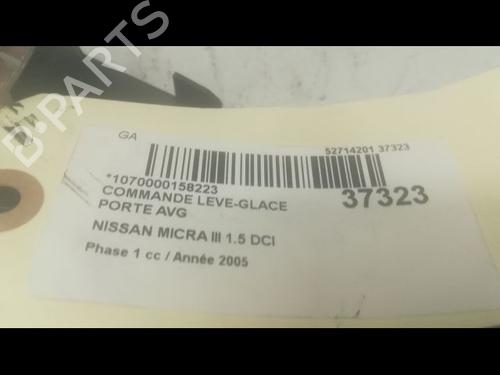 GA
52714201 37323
*1070000158223
COMMANDE LEVE-GLACE
PORTE AVG
37323
NISSAN MICRA III 1.5 DCI
Phase 1 cc / Année 2005
B-PARTS